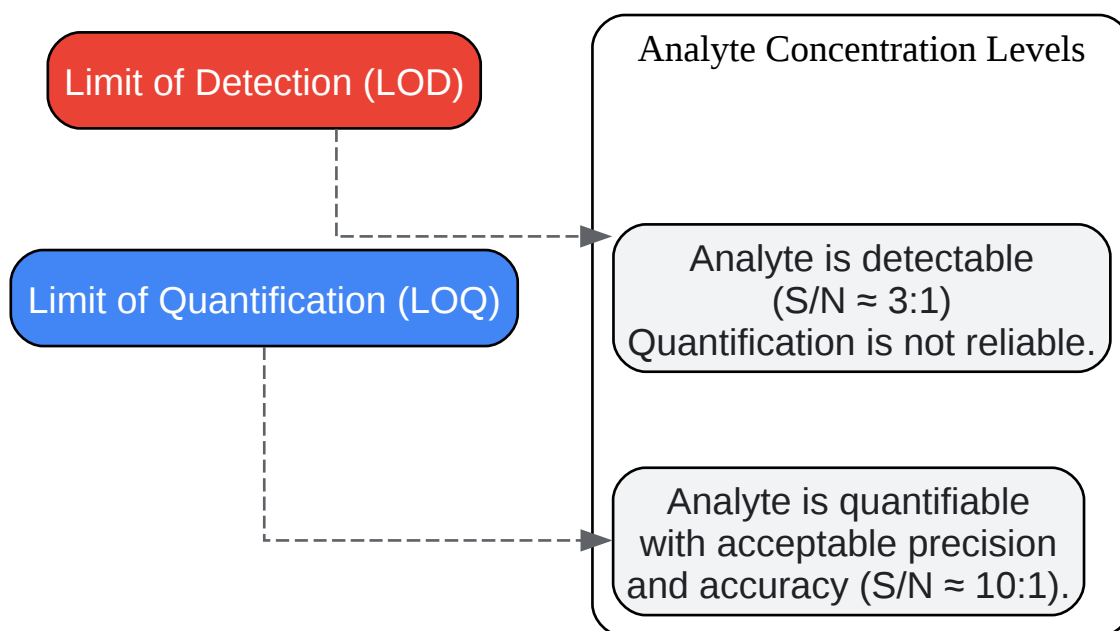 Limit of Detection (LOD)
Analyte Concentration Levels
Limit of Quantification (LOQ)
Analyte is detectable
(S/N ≈ 3:1)
Quantification is not reliable.
Analyte is quantifiable
with acceptable precision
and accuracy (S/N ≈ 10:1).